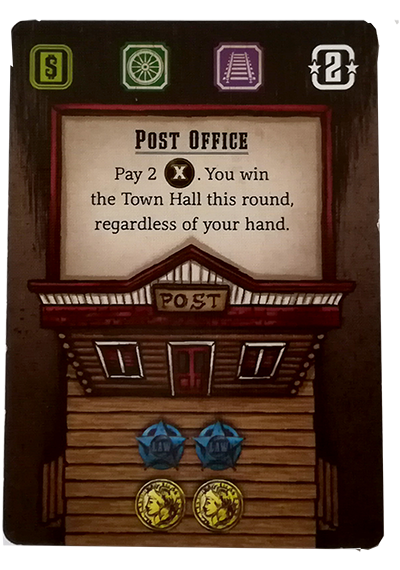 $ 2
POST OFFICE
Pay 2 X. You win
the Town Hall this round,
regardless of your hand.
POST